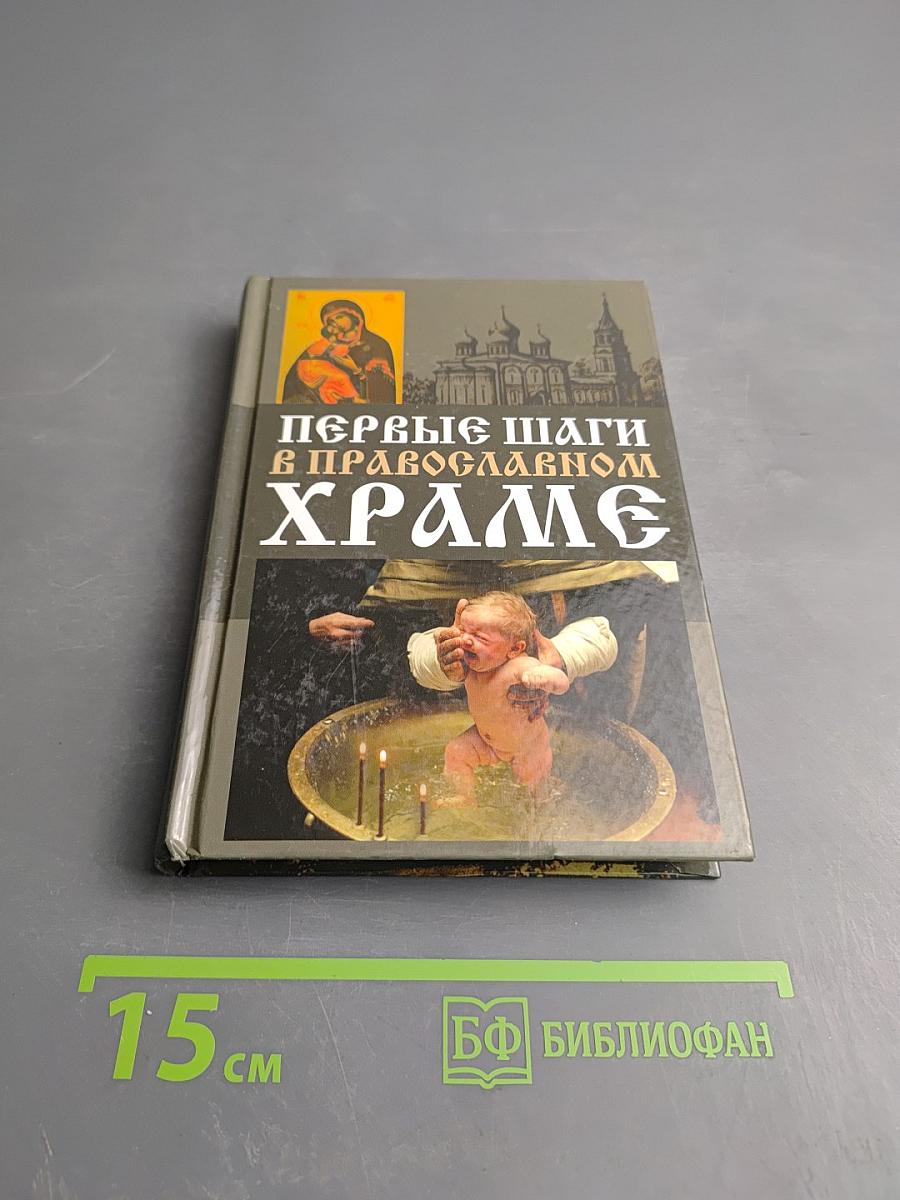 ПЕРВЫЕ ШАГИ
В ПРАВОСЛАВНОМ
ХРАМЕ
15 см
БФ БИБЛИОФАН